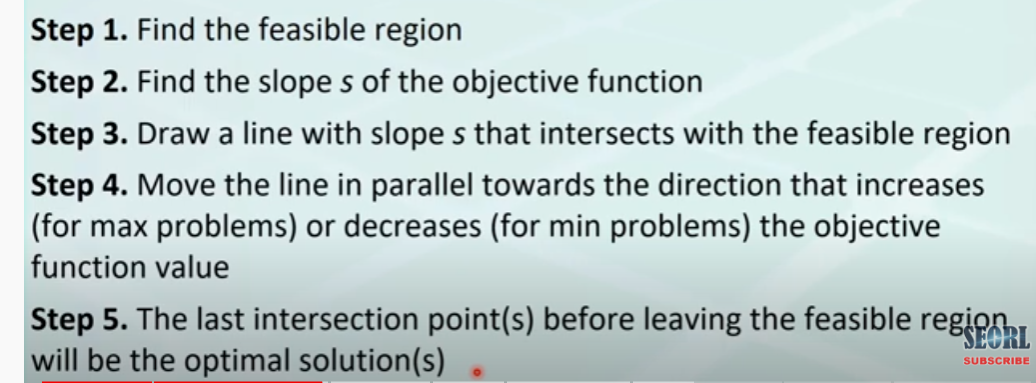 Step 1. Find the feasible region
Step 2. Find the slope s of the objective function
Step 3. Draw a line with slope s that intersects with the feasible region
Step 4. Move the line in parallel towards the direction that increases
(for max problems) or decreases (for min problems) the objective
function value
Step 5. The last intersection point(s) before leaving the feasible region
will be the optimal solution(s)
SEORL
SUBSCRIBE